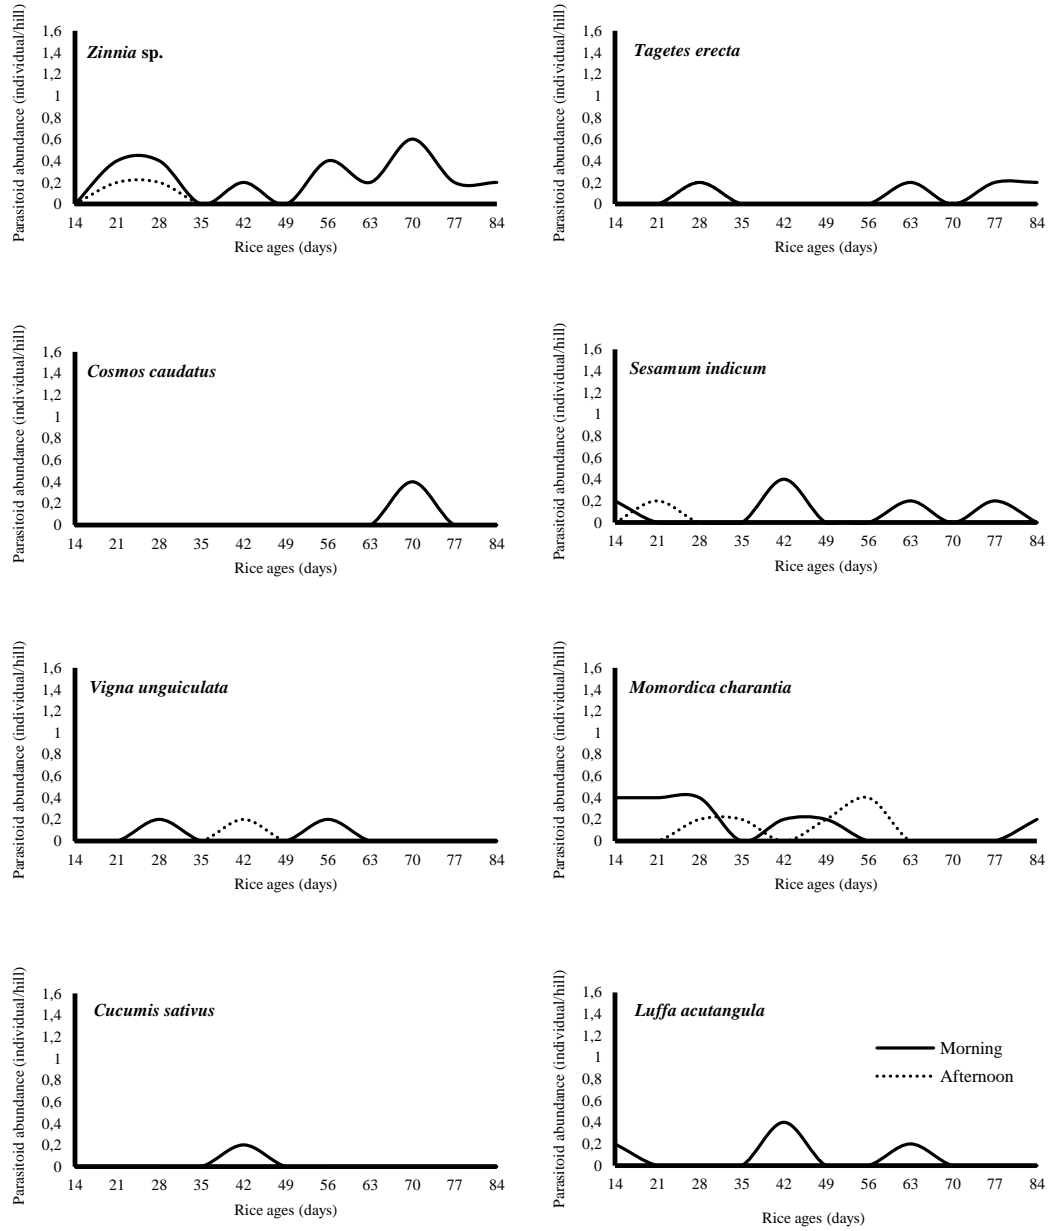 Zinnia sp.
Parasitoid abundance (individual/hill)
1,6
1,4
1,2
1
0,8
0,6
0,4
0,2
0
14 21 28 35 42 49 56 63 70 77 84
Rice ages (days)
Tagetes erecta
Parasitoid abundance (individual/hill)
1,6
1,4
1,2
1
0,8
0,6
0,4
0,2
0
14 21 28 35 42 49 56 63 70 77 84
Rice ages (days)
Cosmos caudatus
Parasitoid abundance (individual/hill)
1,6
1,4
1,2
1
0,8
0,6
0,4
0,2
0
14 21 28 35 42 49 56 63 70 77 84
Rice ages (days)
Sesamum indicum
Parasitoid abundance (individual/hill)
1,6
1,4
1,2
1
0,8
0,6
0,4
0,2
0
14 21 28 35 42 49 56 63 70 77 84
Rice ages (days)
Vigna unguiculata
Parasitoid abundance (individual/hill)
1,6
1,4
1,2
1
0,8
0,6
0,4
0,2
0
14 21 28 35 42 49 56 63 70 77 84
Rice ages (days)
Momordica charantia
Parasitoid abundance (individual/hill)
1,6
1,4
1,2
1
0,8
0,6
0,4
0,2
0
14 21 28 35 42 49 56 63 70 77 84
Rice ages (days)
Cucumis sativus
Parasitoid abundance (individual/hill)
1,6
1,4
1,2
1
0,8
0,6
0,4
0,2
0
14 21 28 35 42 49 56 63 70 77 84
Rice ages (days)
Luffa acutangula
Parasitoid abundance (individual/hill)
1,6
1,4
1,2
1
0,8
0,6
0,4
0,2
0
Morning
Afternoon
14 21 28 35 42 49 56 63 70 77 84
Rice ages (days)